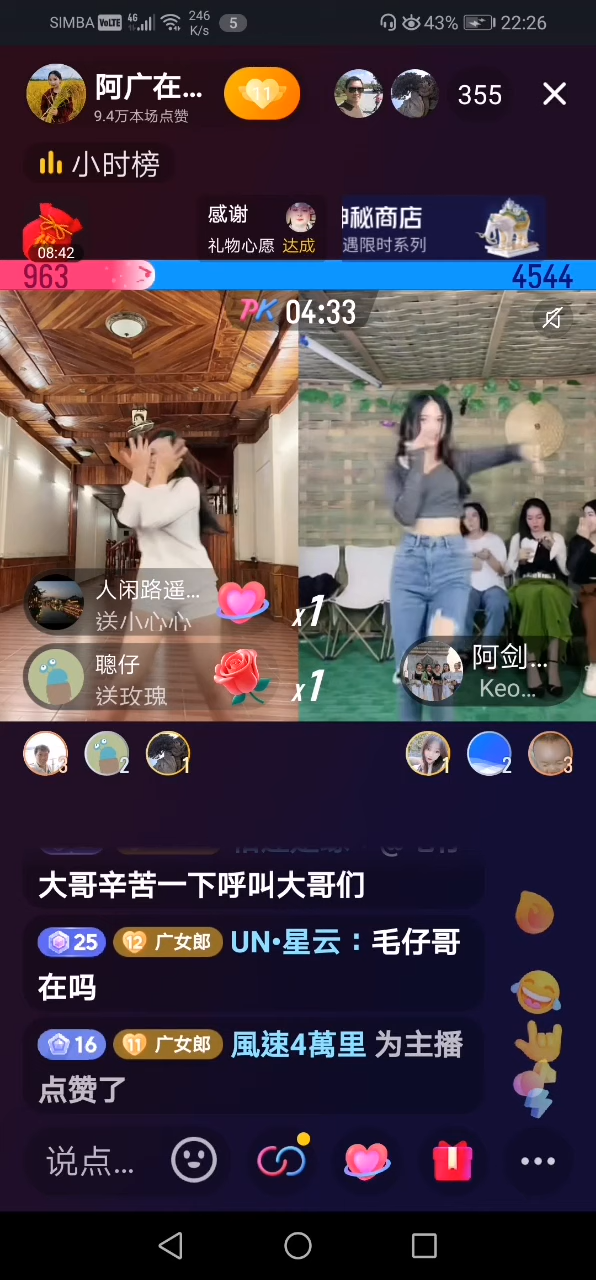 SIMBA VoLTE 4G 246 K/s 5 43% 22:26
阿广在...
9.4万本场点赞
11
355
小时榜
08:42
感谢
礼物心愿 达成
秘商店
遇限时系列
963 4544
PK 04:33
人闲路遥...
送小心心
x1
聰仔
送玫瑰
x1
阿剑...
Keo...
3 2 1 1 2 3
大哥辛苦一下呼叫大哥们
25 12 广女郎 UN·星云：毛仔哥
在吗
16 11 广女郎 風速4萬里 为主播
点赞了
说点...